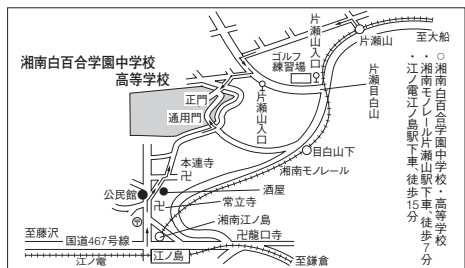 ○湘南白百合学園中学校・高等学校
・湘南モノレール片瀬山駅下車、徒歩7分
・江ノ電江ノ島駅下車、徒歩15分
至大船
片瀬山
片瀬山入口
ゴルフ
練習場
湘南白百合学園中学校
高等学校
正門
通用門
片瀬山入口
片瀬目白山
目白山下
湘南モノレール
本連寺
卍
公民館
酒屋
卍
常立寺
〒
湘南江ノ島
至藤沢
国道467号線
卍龍口寺
江ノ電
江ノ島
至鎌倉